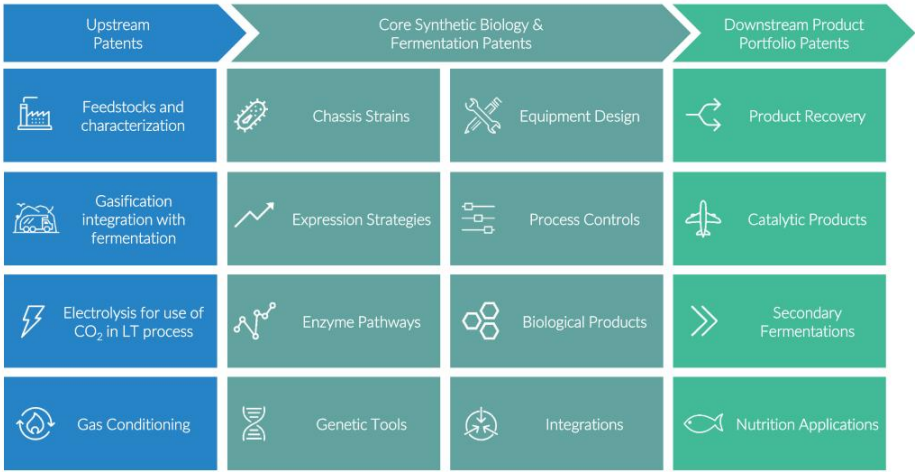 Upstream
Patents
Core Synthetic Biology &
Fermentation Patents
Downstream Product
Portfolio Patents
Feedstocks and
characterization
Chassis Strains
Equipment Design
Product Recovery
Gasification
integration with
fermentation
Expression Strategies
Process Controls
Catalytic Products
Electrolysis for use of
CO₂ in LT process
Enzyme Pathways
Biological Products
Secondary
Fermentations
Gas Conditioning
Genetic Tools
Integrations
Nutrition Applications